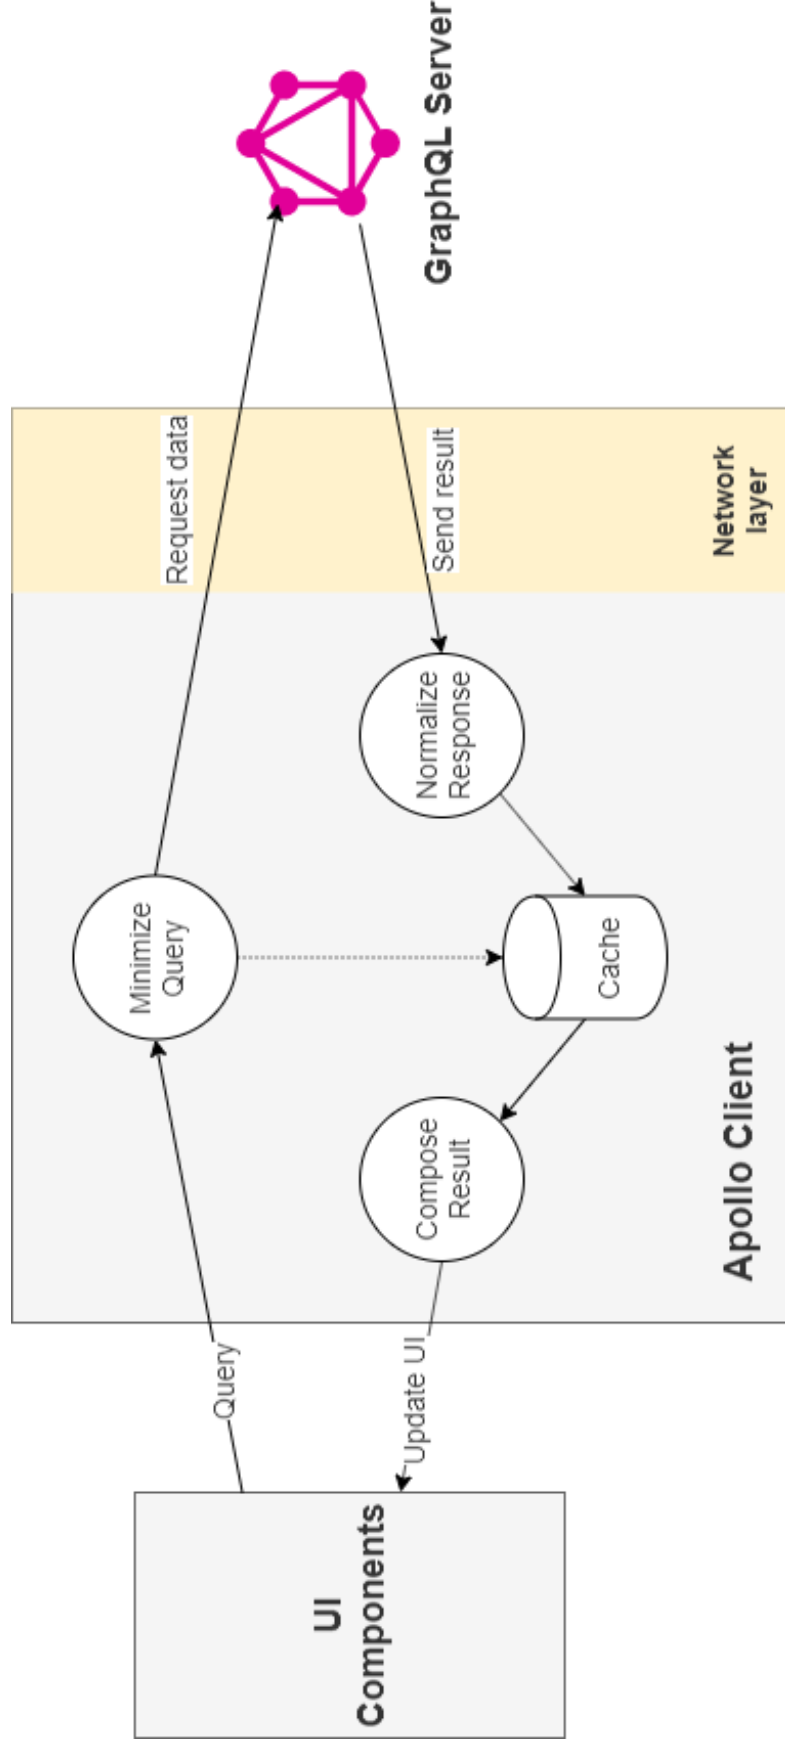 UI
Components
Query
Update UI
Minimize
Query
Compose
Result
Cache
Normalize
Response
Request data
Send result
Apollo Client
Network
layer
GraphQL Server